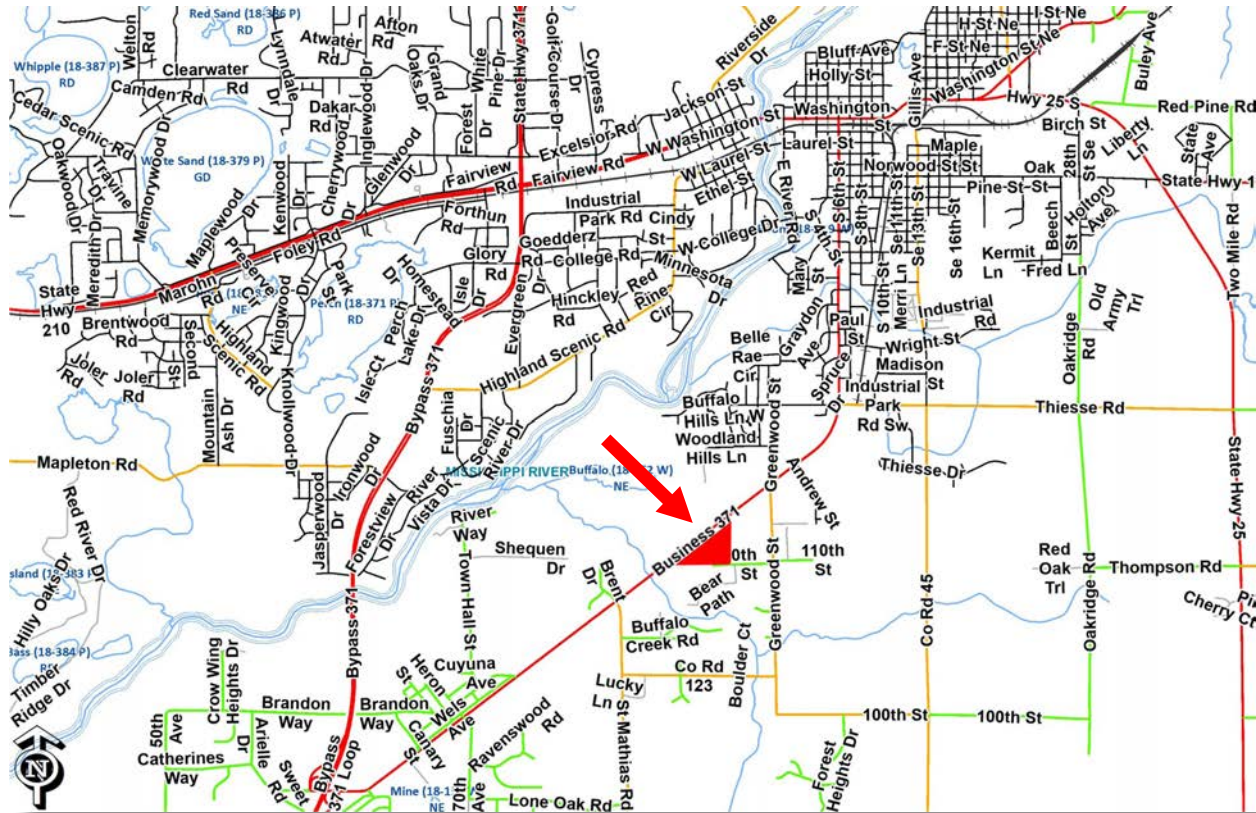 Red Sand (18-386 P)
RD
Welton
Rd
Lynndale
Dr
Afton
Rd
Atwater
Rd
Grand
Oaks Dr
White
Pine Dr
State Hwy 371
Golf Course
Dr
Cypress
Dr
Riverside
Dr
Bluff Ave
Holly St
Gillis Ave
H St Ne
I St Ne
F St Ne
Washington St Ne
Buley Ave
Whipple (18-387 P)
RD
Clearwater
Rd
Camden Rd
Cedar Scenic Rd
Dakar
Rd
Inglewood Dr
Forest
Dr
Jackson St
Excelsior Rd
W Washington St
Washington
St
Hwy 25 S
Red Pine Rd
Birch St
Liberty
Ln
State
Ave
Oakwood Dr
Travine
Dr
Memorywood Dr
White Sand (18-379 P)
GD
Kenwood
Dr
Cherrywood
Dr
Glenwood
Dr
Fairview
Rd
Fairview Rd
W Laurel St
Ethel St
Laurel St
Maple
St
Norwood St
Oak
28th
St Se
State Hwy 1
Pine St
Beech
St
Holton
Ave
Forthun
Rd
Industrial
Park Rd
Cindy
St
W College Dr
E River Rd
S 4th St
S 6th St
S 8th St
Se 11th St
Se 13th St
Se 16th St
Meredith Dr
Maplewood
Dr
Preserve
Ct
Foley Rd
Marohn
Rd
Park
St
Goedderz
Rd
Glory
Rd
College Rd
Minnesota
Dr
Mary
St
Kermit
Ln
Fred Ln
Two Mile Rd
State
Hwy
210
NE
Perch (18-371 P)
RD
Homestead
Dr
Isle
Dr
Hinckley
Rd
Red
Pine
Cir
S 10th St
Merri Ln
Industrial
Rd
Old
Army
Trl
Oakridge
Rd
Brentwood
Rd
Second
St
Highland
Scenic Rd
Kingwood
Dr
Perch
Lake Dr
Evergreen
Dr
Highland Scenic Rd
Belle
Rae
Cir
Graydon
Ave
Paul
St
Wright St
Madison
St
Joler
Rd
Joler
Rd
Isle Ct
Bypass 371
Spruce
Dr
Industrial
Park
Rd Sw
Thiesse Rd
Mountain
Ash Dr
Knollwood Dr
Fuschia
Dr
Scenic
River Dr
Buffalo
Hills Ln W
Woodland
Hills Ln
Greenwood St
Thiesse Dr
State Hwy 25
Mapleton Rd
Ironwood
Dr
Jasperwood
Dr
River
Vista Dr
MISSISSIPPI RIVER
NE
Andrew St
Red River
Dr
Forestview
Dr
River
Way
Business 371
Shequen
Dr
0th
St
110th
St
Red
Oak
Trl
Thompson Rd
Hilly Oaks Dr
Brent
Dr
Bear
Path
Co Rd 45
Cherry Ct
Bypass 371
Town Hall St
Buffalo
Creek Rd
Greenwood St
Oakridge Rd
Timber
Ridge Dr
Crow Wing
Heights Dr
Heron
St
Cuyuna
Ave
Boulder Ct
Co Rd
123
Lucky
Ln
Brandon
Way
Brandon
Way
Wels
Ave
Canary
St
Ravenswood
Rd
St Mathias Rd
100th St
100th St
50th
Ave
Arielle
Dr
Catherines
Way
Sweet
Rd
Bypass
371 Loop
NE
70th
Ave
Lone Oak Rd
Forest
Heights Dr
N